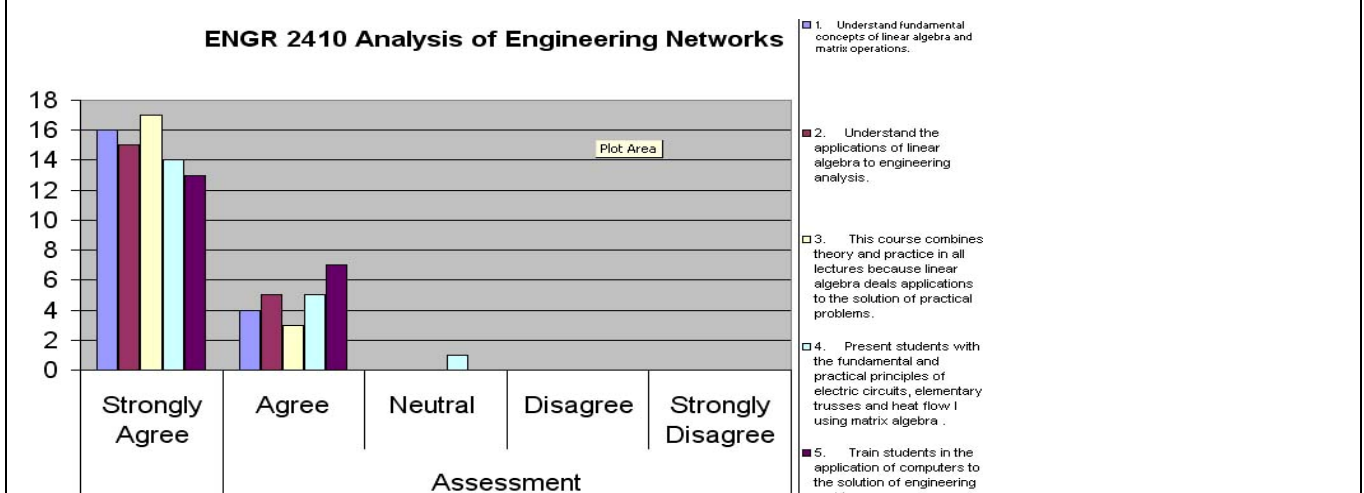 ENGR 2410 Analysis of Engineering Networks
18
16
14
12
10
8
6
4
2
0
Plot Area
Strongly
Agree
Agree
Neutral
Disagree
Strongly
Disagree
Assessment
1. Understand fundamental
concepts of linear algebra and
matrix operations.
2. Understand the
applications of linear
algebra to engineering
analysis.
3. This course combines
theory and practice in all
lectures because linear
algebra deals applications
to the solution of practical
problems.
4. Present students with
the fundamental and
practical principles of
electric circuits, elementary
trusses and heat flow I
using matrix algebra .
5. Train students in the
application of computers to
the solution of engineering